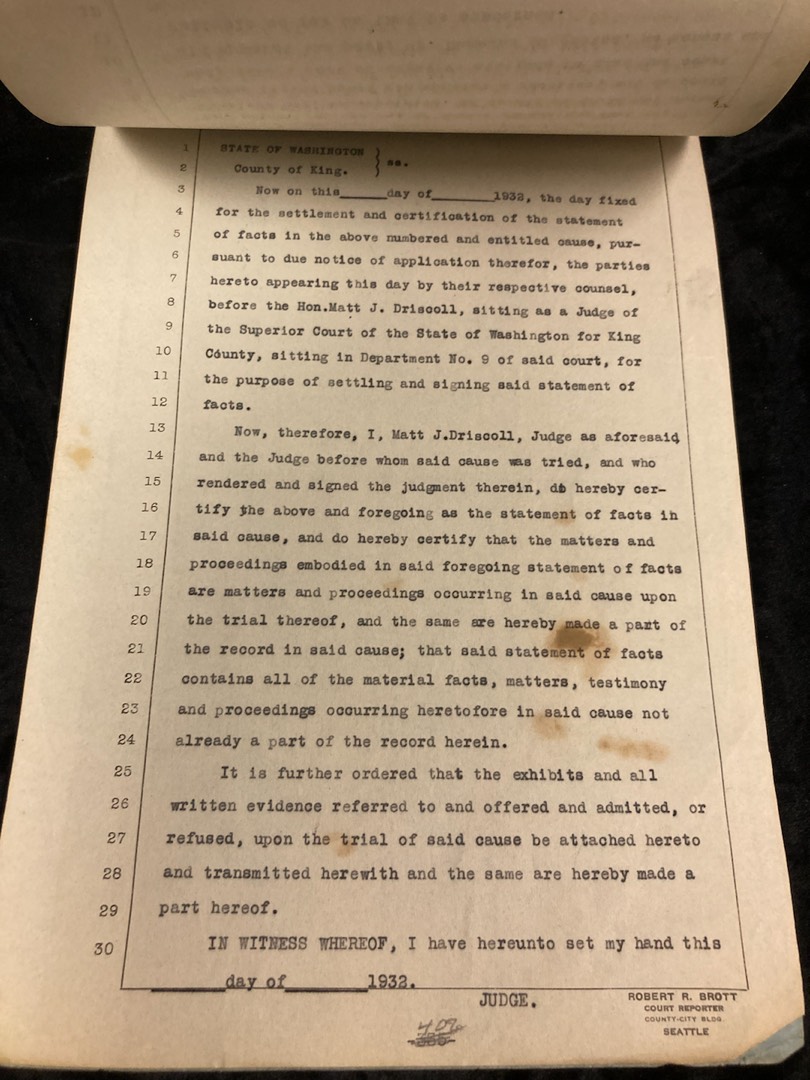 1 STATE OF WASHINGTON }
2 County of King. } ss.
3 Now on this______day of________1932, the day fixed
4 for the settlement and certification of the statement
5 of facts in the above numbered and entitled cause, pur-
6 suant to due notice of application therefor, the parties
7 hereto appearing this day by their respective counsel,
8 before the Hon.Matt J. Driscoll, sitting as a Judge of
9 the Superior Court of the State of Washington for King
10 County, sitting in Department No. 9 of said court, for
11 the purpose of settling and signing said statement of
12 facts.
13 Now, therefore, I, Matt J.Driscoll, Judge as aforesaid,
14 and the Judge before whom said cause was tried, and who
15 rendered and signed the judgment therein, do hereby cer-
16 tify the above and foregoing as the statement of facts in
17 said cause, and do hereby certify that the matters and
18 proceedings embodied in said foregoing statement of facts
19 are matters and proceedings occurring in said cause upon
20 the trial thereof, and the same are hereby made a part of
21 the record in said cause; that said statement of facts
22 contains all of the material facts, matters, testimony
23 and proceedings occurring heretofore in said cause not
24 already a part of the record herein.
25 It is further ordered that the exhibits and all
26 written evidence referred to and offered and admitted, or
27 refused, upon the trial of said cause be attached hereto
28 and transmitted herewith and the same are hereby made a
29 part hereof.
30 IN WITNESS WHEREOF, I have hereunto set my hand this
________day of_________1932.
JUDGE.
ROBERT R. BROTT
COURT REPORTER
COUNTY-CITY BLDG.
SEATTLE